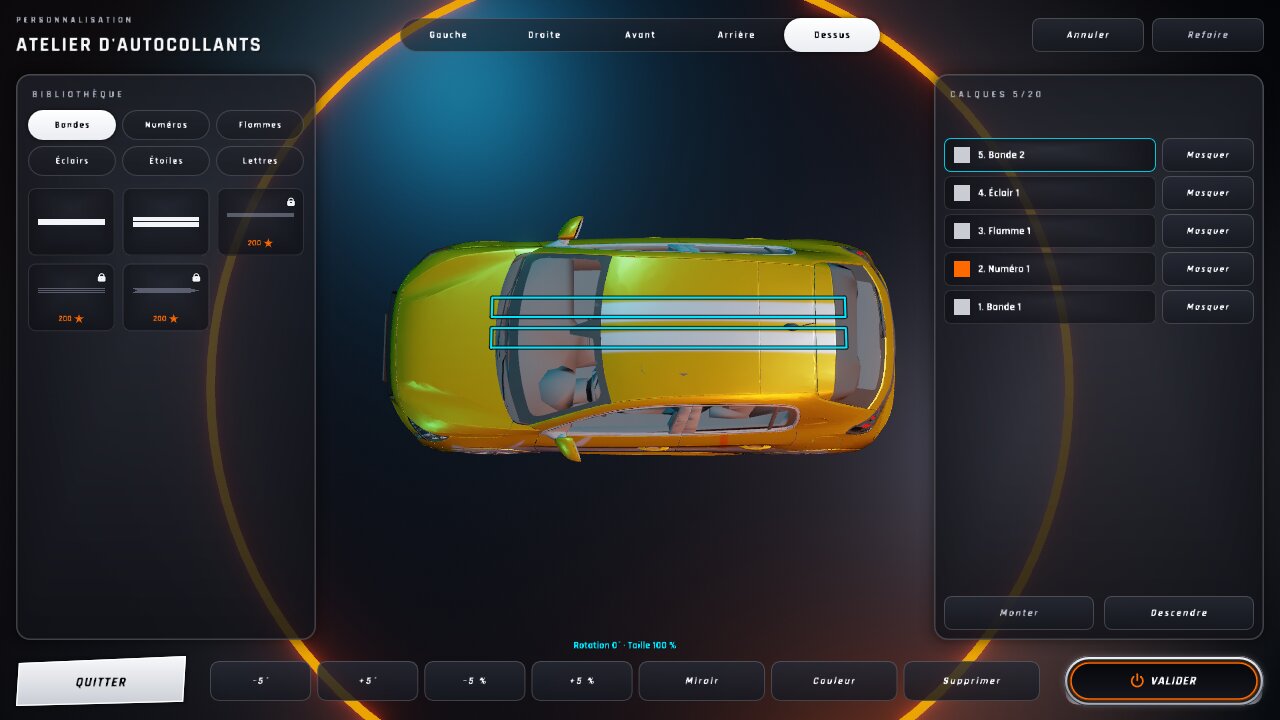 PERSONNALISATION
ATELIER D'AUTOCOLLANTS
Gauche
Droite
Avant
Arrière
Dessus
Annuler
Refaire
BIBLIOTHÈQUE
Bandes
Numéros
Flammes
Éclairs
Étoiles
Lettres
200
200
200
CALQUES 5/20
5. Bande 2
Masquer
4. Éclair 1
Masquer
3. Flamme 1
Masquer
2. Numéro 1
Masquer
1. Bande 1
Masquer
Monter
Descendre
Rotation 0° · Taille 100 %
QUITTER
-5°
+5°
-5 %
+5 %
Miroir
Couleur
Supprimer
VALIDER